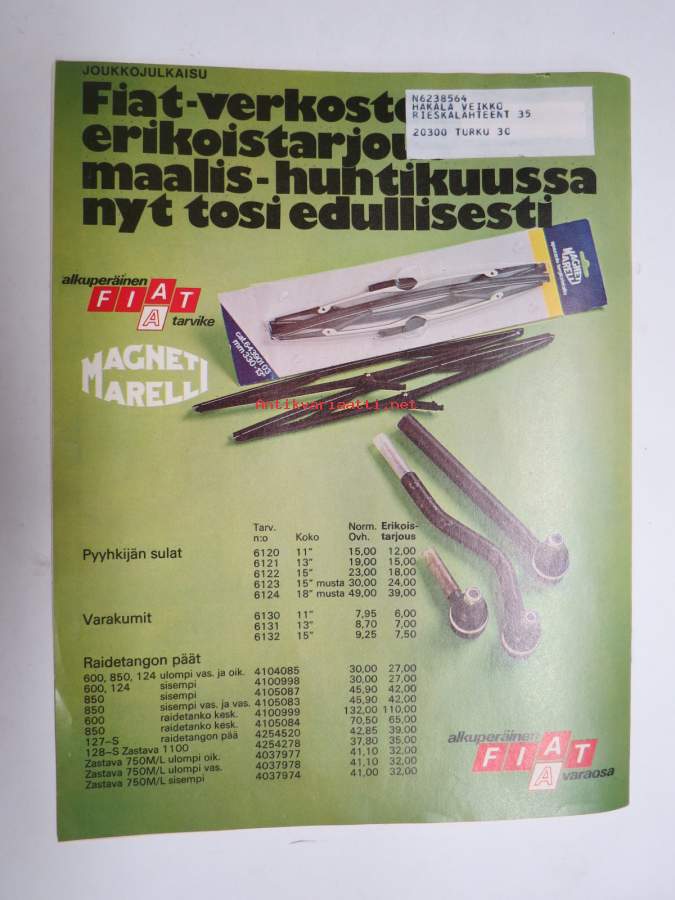 JOUKKOJULKAISU
Fiat-verkosto
N6238564
HAKALA VEIKKO
RIESKALAHTEENT 35
20300 TURKU 30
erikoistarjous
maalis-huhtikuussa
nyt tosi edullisesti
alkuperäinen
FIAT
A tarvike
MAGNETI
MARELLI
MAGNETI
MARELLI
cat.64390103
mm330-13"
Antikvariaatti.net
Tarv. n:o Koko Norm. Ovh. Erikois-tarjous
Pyyhkijän sulat
6120 11" 15,00 12,00
6121 13" 19,00 15,00
6122 15" 23,00 18,00
6123 15" musta 30,00 24,00
6124 18" musta 49,00 39,00
Varakumit
6130 11" 7,95 6,00
6131 13" 8,70 7,00
6132 15" 9,25 7,50
Raidetangon päät
600, 850, 124 ulompi vas. ja oik. 4104085 30,00 27,00
600, 124 sisempi 4100998 30,00 27,00
850 sisempi 4105087 45,90 42,00
850 sisempi vas. ja vas. 4105083 45,90 42,00
600 raidetanko kesk. 4100999 132,00 110,00
850 raidetanko kesk. 4105084 70,50 65,00
127-S raidetangon pää 4254520 42,85 39,00
128-S Zastava 1100 4254278 37,80 35,00
Zastava 750M/L ulompi oik. 4037977 41,10 32,00
Zastava 750M/L ulompi vas. 4037978 41,10 32,00
Zastava 750M/L sisempi 4037974 41,00 32,00
alkuperäinen
FIAT
A varaosa